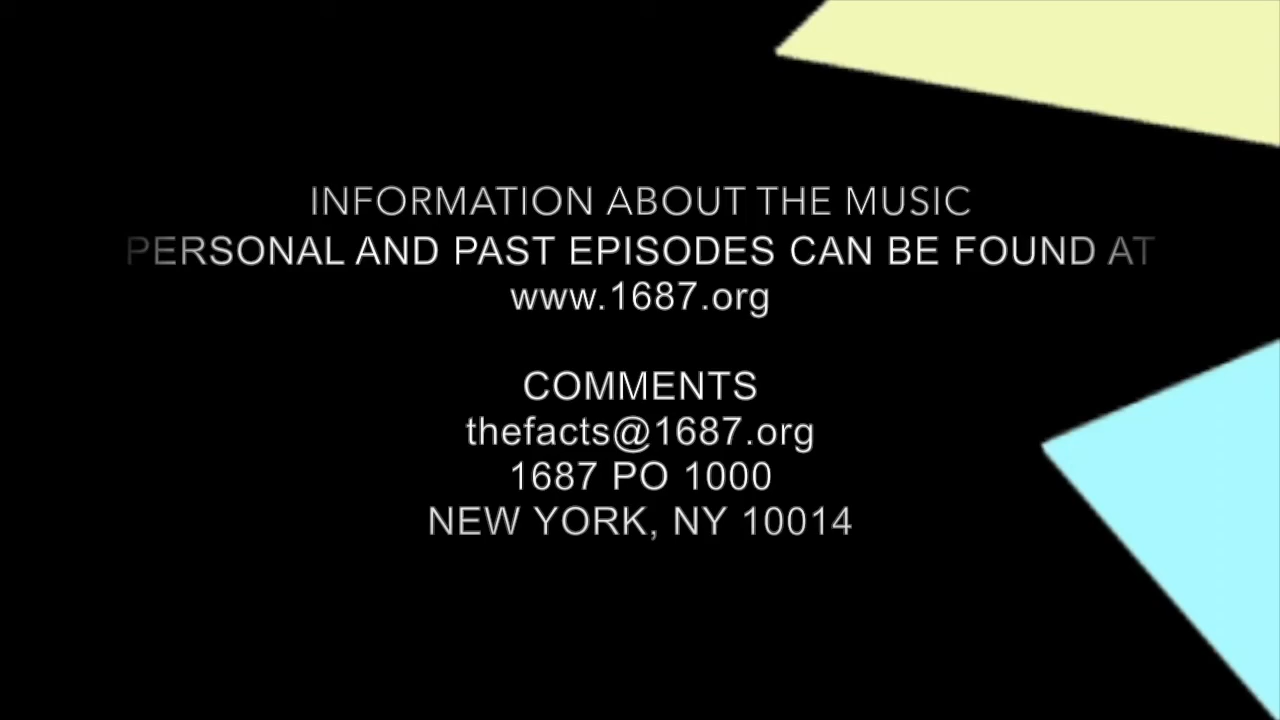 INFORMATION ABOUT THE MUSIC
PERSONAL AND PAST EPISODES CAN BE FOUND AT
www.1687.org
COMMENTS
thefacts@1687.org
1687 PO 1000
NEW YORK, NY 10014